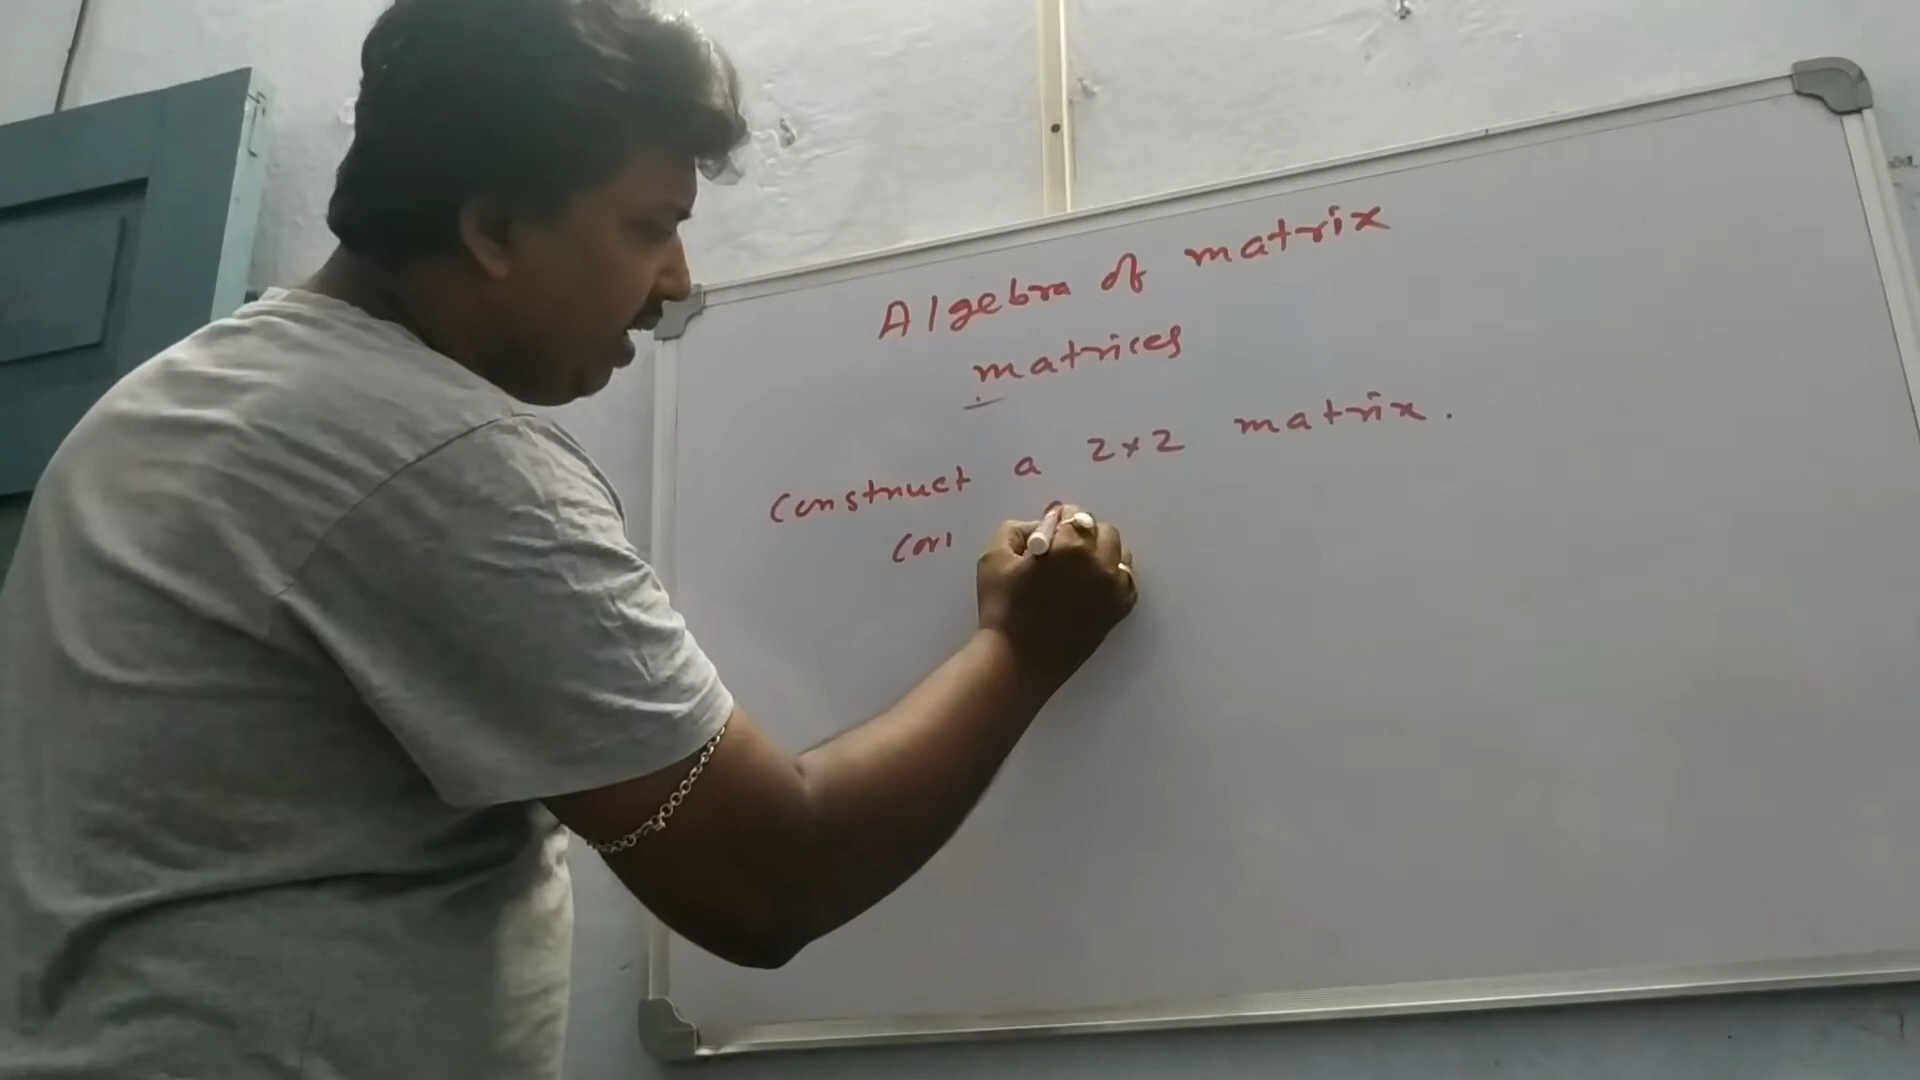 Algebra of matrix
matrices
Construct a 2×2 matrix.